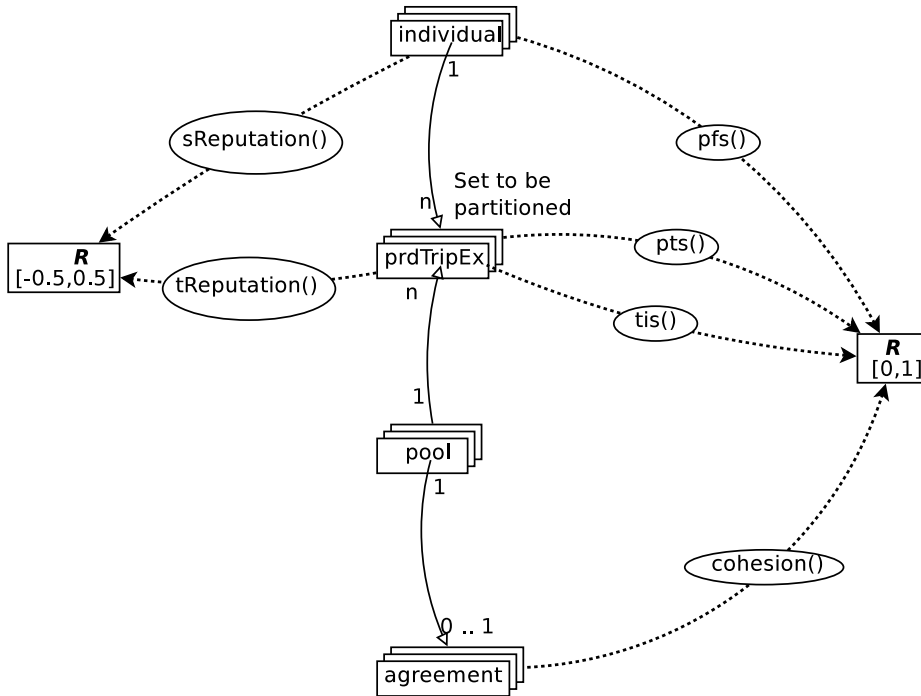 individual
1
sReputation()
pfs()
Set to be
partitioned
n
R
[-0.5,0.5]
prdTripEx
pts()
tReputation()
n
tis()
R
[0,1]
1
pool
1
cohesion()
0 .. 1
agreement